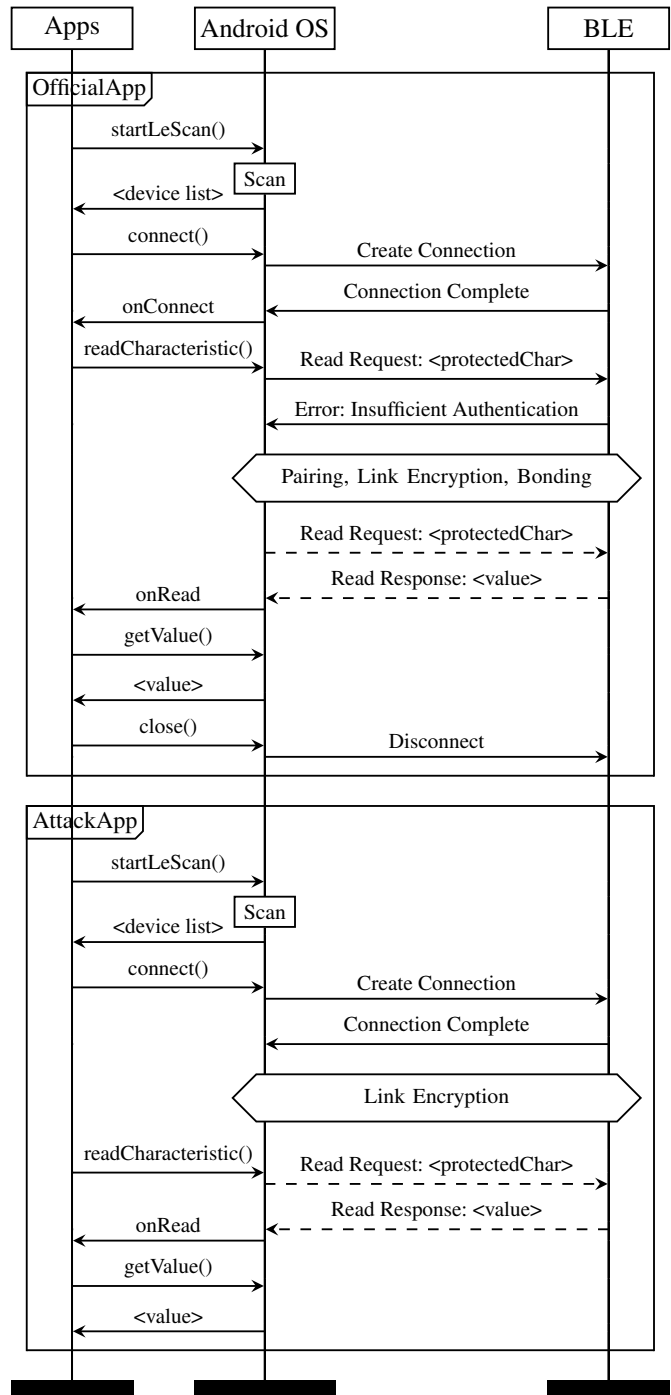 Apps
Android OS
BLE
OfficialApp
startLeScan()
Scan
<device list>
connect()
Create Connection
Connection Complete
onConnect
readCharacteristic()
Read Request: <protectedChar>
Error: Insufficient Authentication
Pairing, Link Encryption, Bonding
Read Request: <protectedChar>
Read Response: <value>
onRead
getValue()
<value>
close()
Disconnect
AttackApp
startLeScan()
Scan
<device list>
connect()
Create Connection
Connection Complete
Link Encryption
readCharacteristic()
Read Request: <protectedChar>
Read Response: <value>
onRead
getValue()
<value>